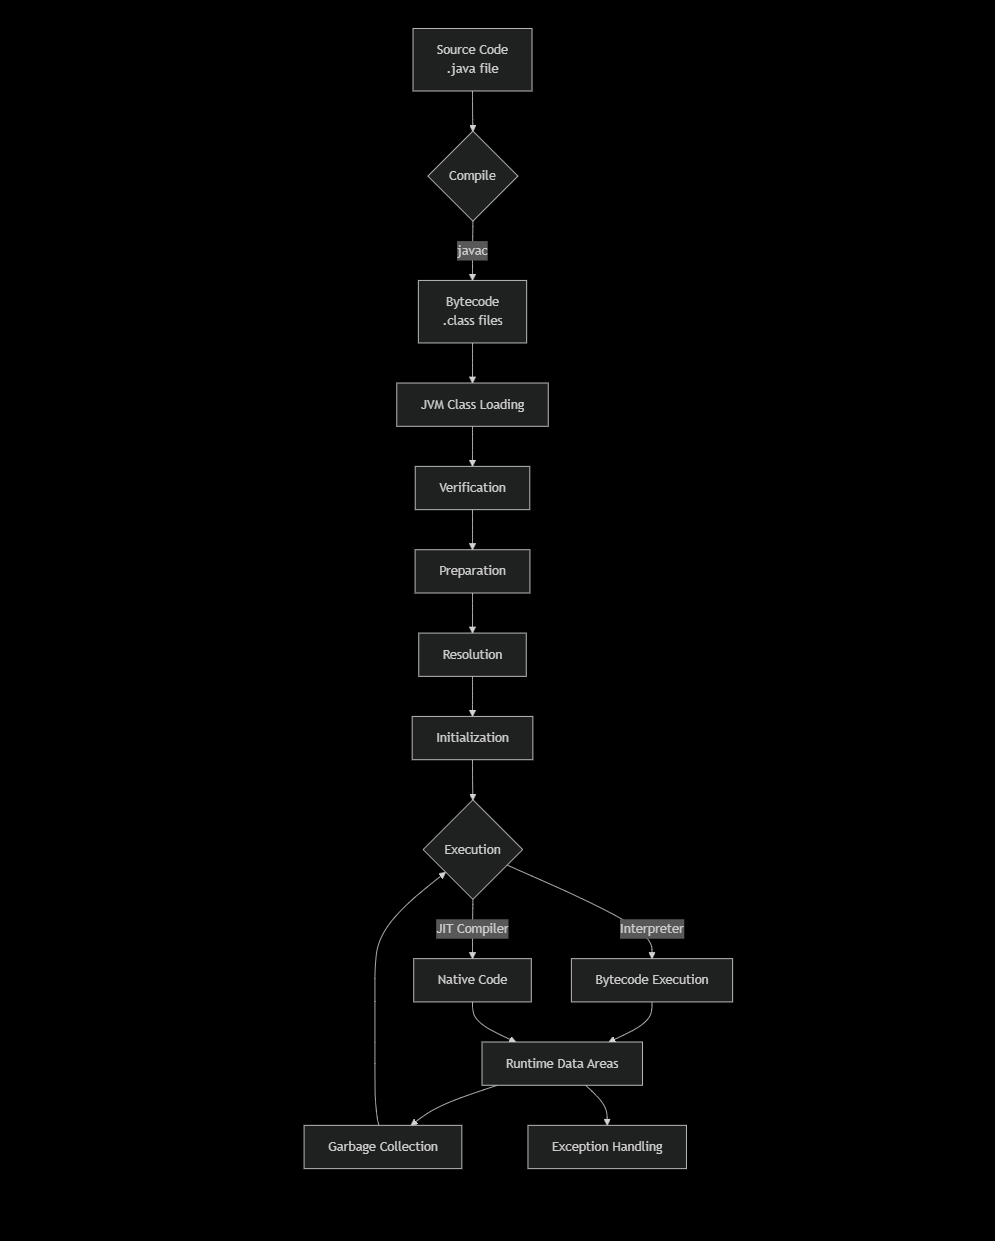 Source Code
.java file
Compile
javac
Bytecode
.class files
JVM Class Loading
Verification
Preparation
Resolution
Initialization
Execution
JIT Compiler
Interpreter
Native Code
Bytecode Execution
Runtime Data Areas
Garbage Collection
Exception Handling